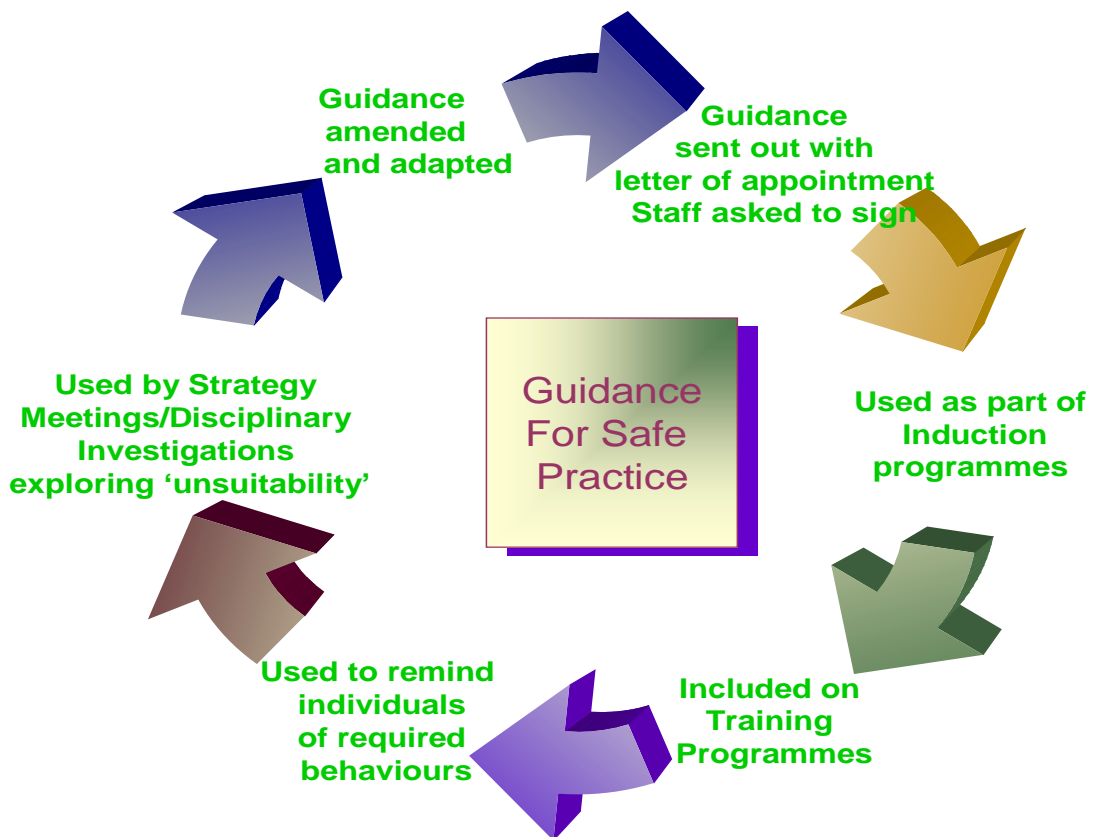 Guidance
amended
and adapted
Guidance
sent out with
letter of appointment
Staff asked to sign
Used as part of
Induction
programmes
Included on
Training
Programmes
Used to remind
individuals
of required
behaviours
Used by Strategy
Meetings/Disciplinary
Investigations
exploring ‘unsuitability’
Guidance
For Safe
Practice